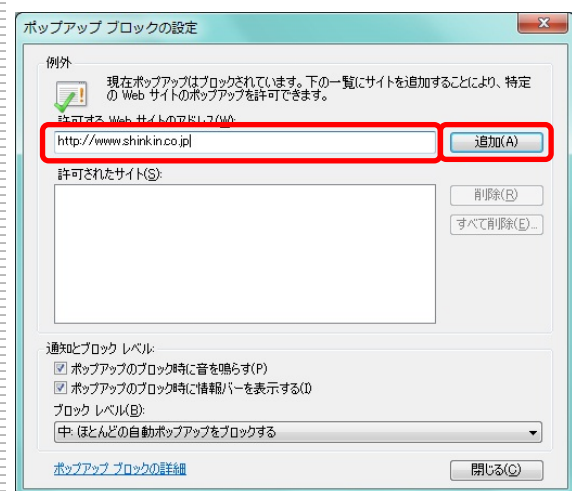 ポップアップ ブロックの設定
例外
現在ポップアップはブロックされています。下の一覧にサイトを追加することにより、特定
の Web サイトのポップアップを許可できます。
許可する Web サイトのアドレス(W):
http://www.shinkin.co.jp
追加(A)
許可されたサイト(S):
削除(R)
すべて削除(E)...
通知とブロック レベル:
ポップアップのブロック時に音を鳴らす(P)
ポップアップのブロック時に情報バーを表示する(I)
ブロック レベル(B):
中: ほとんどの自動ポップアップをブロックする
ポップアップ ブロックの詳細
閉じる(C)